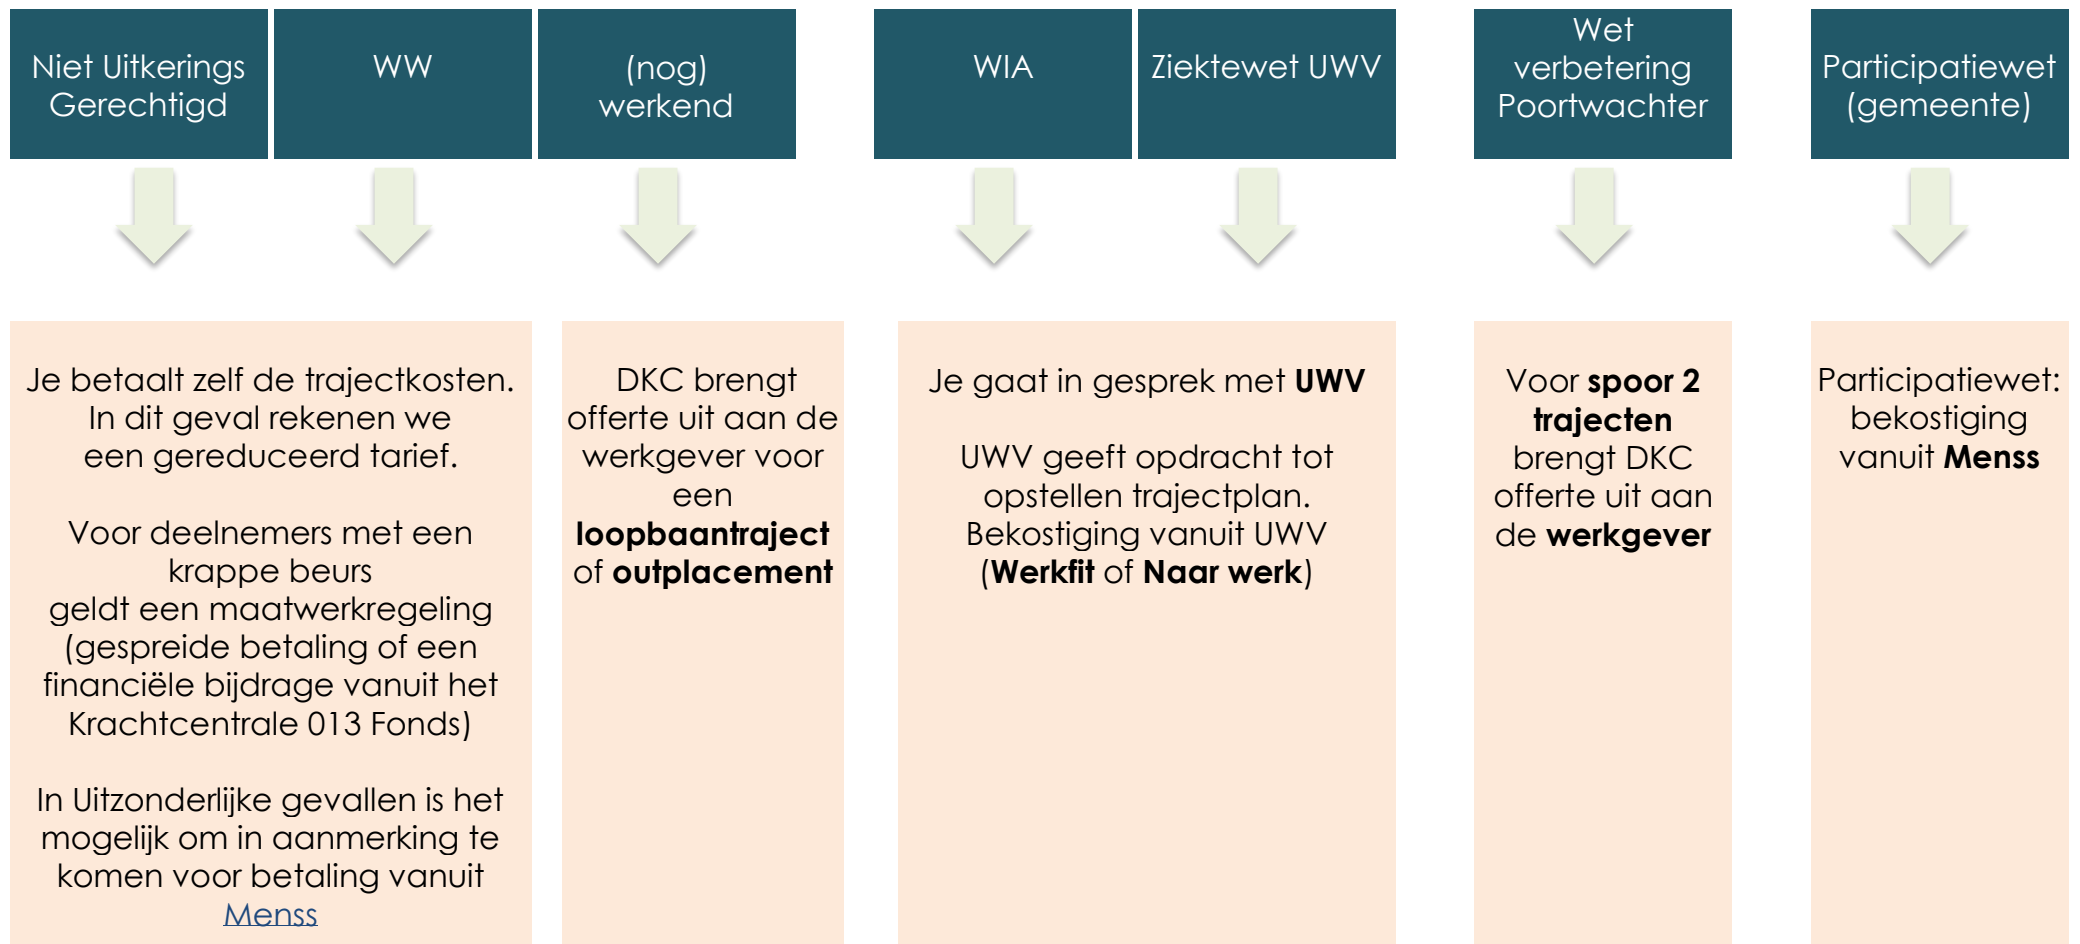 Niet Uitkerings
Gerechtigd
WW
(nog)
werkend
WIA
Ziektewet UWV
Wet
verbetering
Poortwachter
Participatiewet
(gemeente)
Je betaalt zelf de trajectkosten.
In dit geval rekenen we
een gereduceerd tarief.
Voor deelnemers met een
krappe beurs
geldt een maatwerkregeling
(gespreide betaling of een
financiële bijdrage vanuit het
Krachtcentrale 013 Fonds)
In Uitzonderlijke gevallen is het
mogelijk om in aanmerking te
komen voor betaling vanuit
Menss
DKC brengt
offerte uit aan de
werkgever voor
een
loopbaantraject
of outplacement
Je gaat in gesprek met UWV
UWV geeft opdracht tot
opstellen trajectplan.
Bekostiging vanuit UWV
(Werkfit of Naar werk)
Voor spoor 2
trajecten
brengt DKC
offerte uit aan
de werkgever
Participatiewet:
bekostiging
vanuit Menss